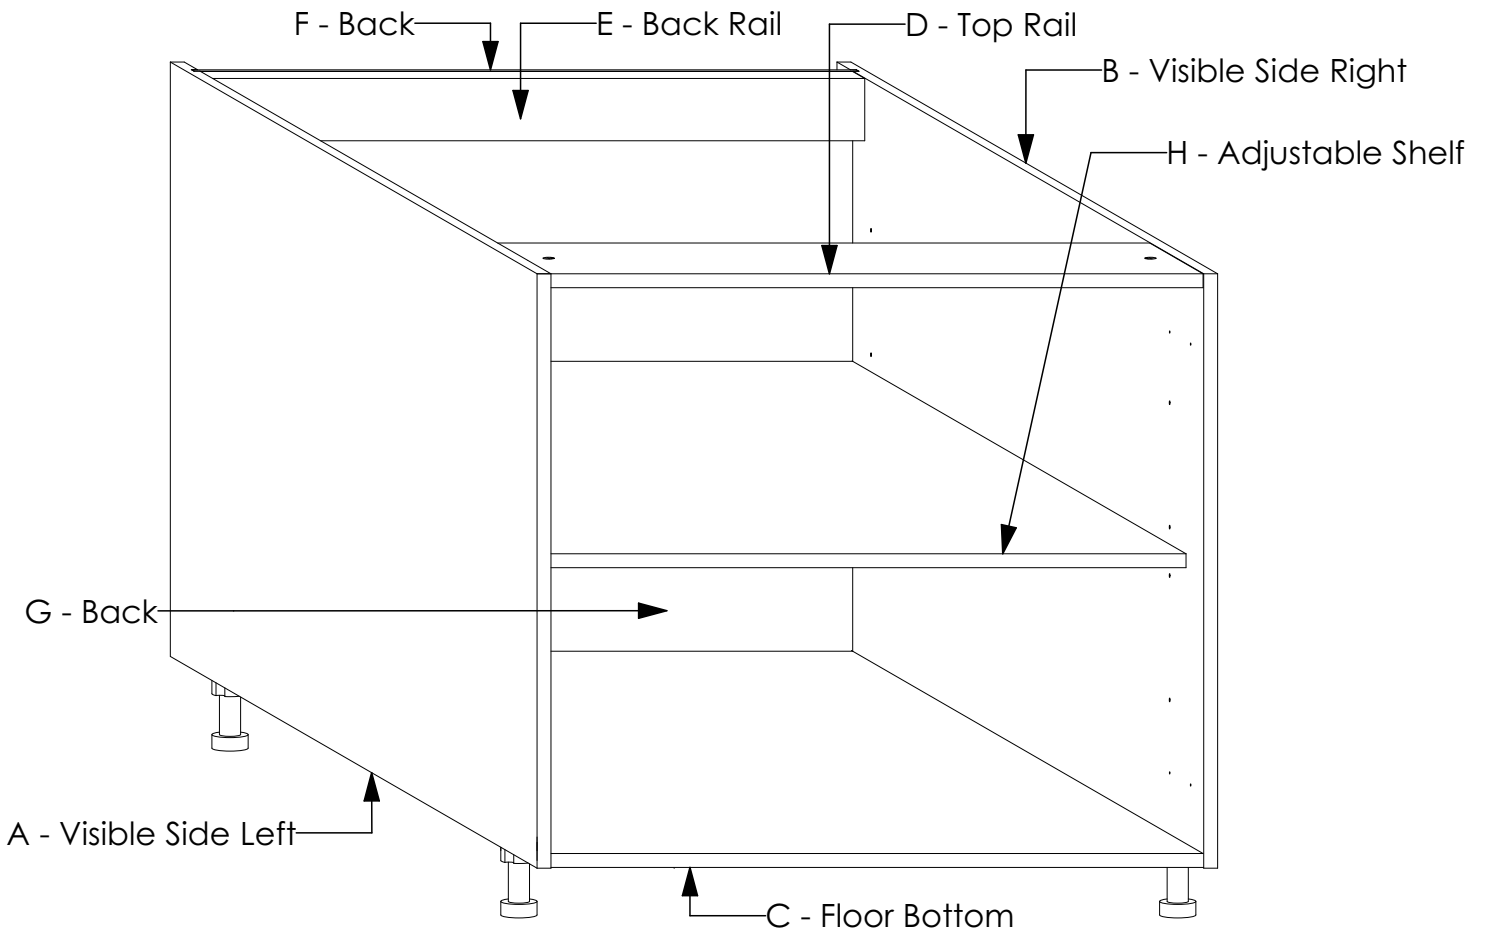 F - Back
E - Back Rail
D - Top Rail
B - Visible Side Right
H - Adjustable Shelf
G - Back
A - Visible Side Left
C - Floor Bottom